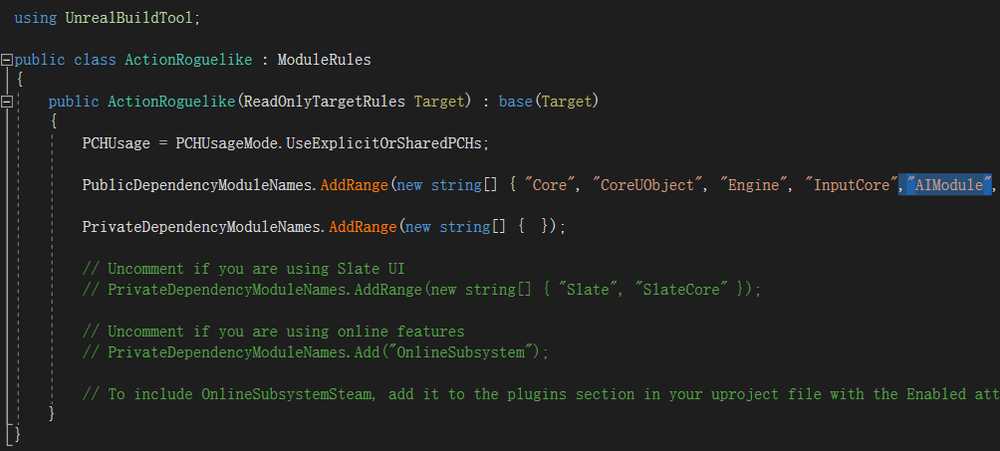 using UnrealBuildTool;
public class ActionRoguelike : ModuleRules
{
public ActionRoguelike(ReadOnlyTargetRules Target) : base(Target)
{
PCHUsage = PCHUsageMode.UseExplicitOrSharedPCHs;
PublicDependencyModuleNames.AddRange(new string[] { "Core", "CoreUObject", "Engine", "InputCore","AIModule",
PrivateDependencyModuleNames.AddRange(new string[] {  });
// Uncomment if you are using Slate UI
// PrivateDependencyModuleNames.AddRange(new string[] { "Slate", "SlateCore" });
// Uncomment if you are using online features
// PrivateDependencyModuleNames.Add("OnlineSubsystem");
// To include OnlineSubsystemSteam, add it to the plugins section in your uproject file with the Enabled att
}
}